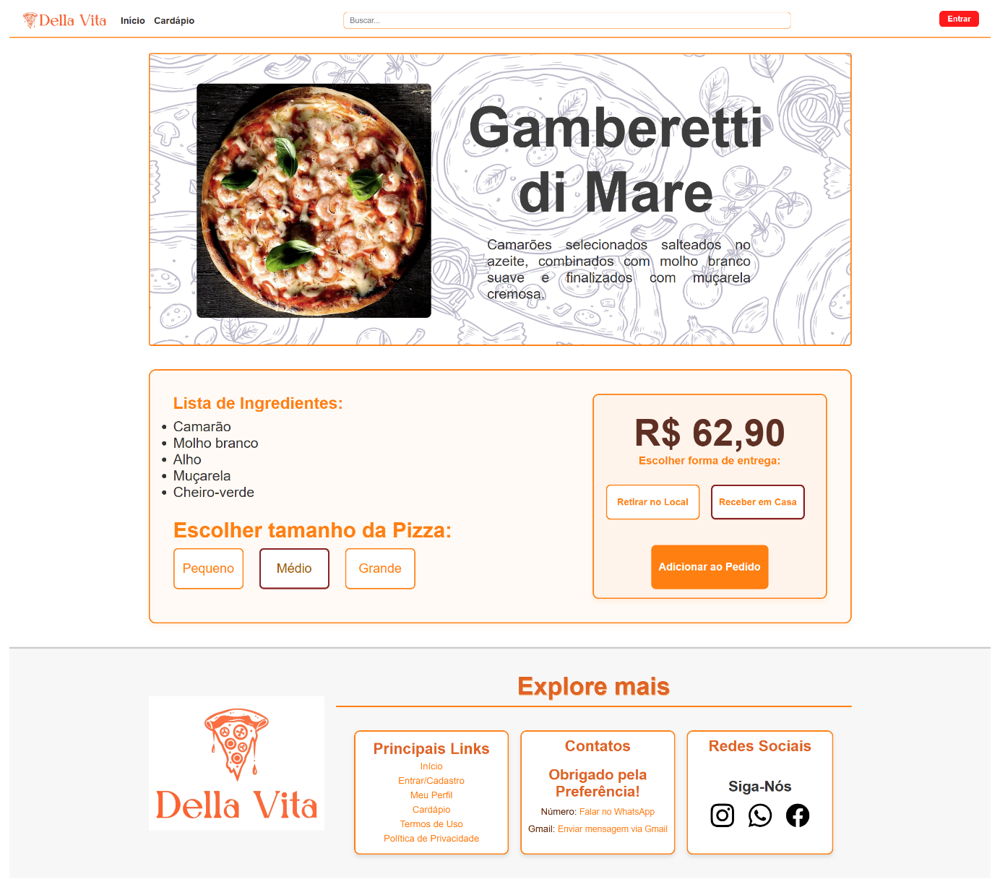 Della Vita
Início Cardápio
Buscar...
Entrar
Gamberetti
di Mare
Camarões selecionados salteados no
azeite, combinados com molho branco
suave e finalizados com muçarela
cremosa.
Lista de Ingredientes:
Camarão
Molho branco
Alho
Muçarela
Cheiro-verde
Escolher tamanho da Pizza:
Pequeno
Médio
Grande
R$ 62,90
Escolher forma de entrega:
Retirar no Local
Receber em Casa
Adicionar ao Pedido
Della Vita
Explore mais
Principais Links
Início
Entrar/Cadastro
Meu Perfil
Cardápio
Termos de Uso
Política de Privacidade
Contatos
Obrigado pela
Preferência!
Número: Falar no WhatsApp
Gmail: Enviar mensagem via Gmail
Redes Sociais
Siga-Nós